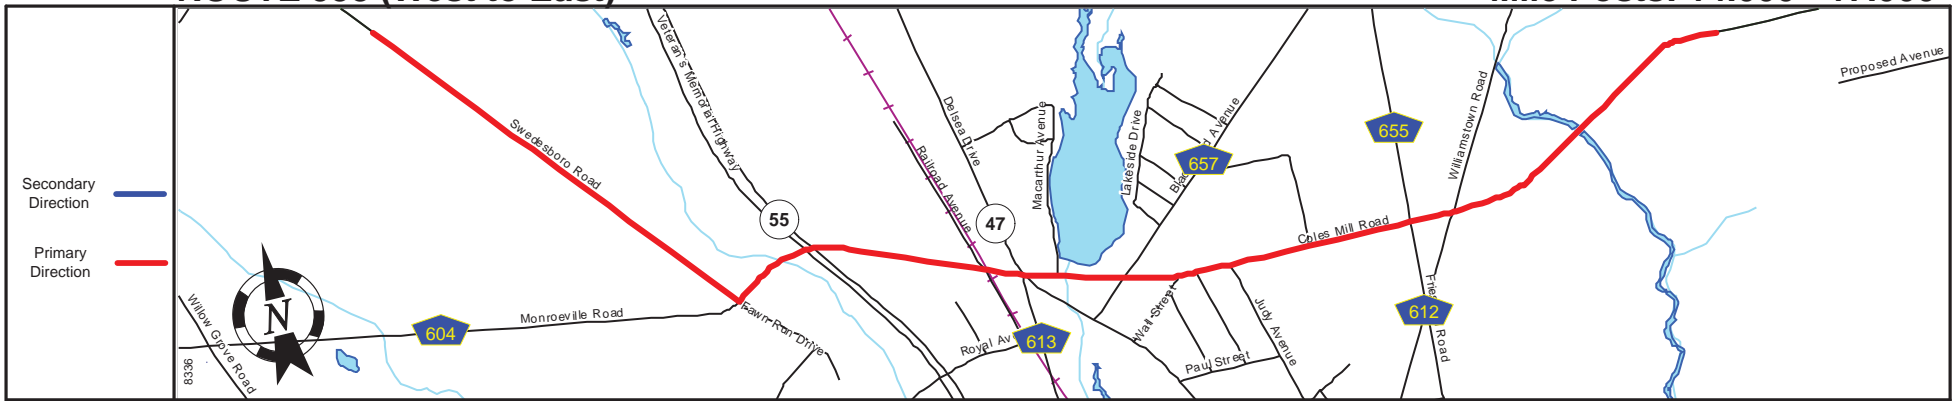 Secondary
Direction
Primary
Direction
Swedesboro Road
Veteran's Memorial Highway
55
Delsea Drive
Railroad Avenue
47
Macarthur Avenue
Lakeside Drive
657
655
Williamstown Road
Proposed Avenue
Coles Mill Road
N
Willow Grove Road
8336
604
Monroeville Road
Fawn Run Drive
Royal
613
Wall Street
Paul Street
Judy Avenue
612
Road